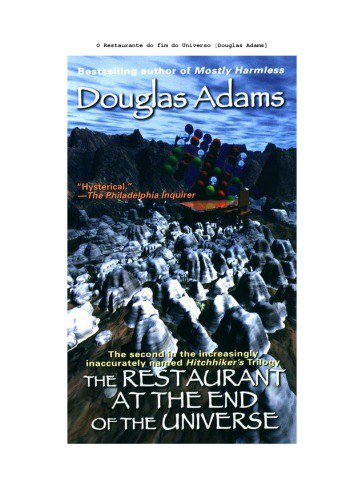 O Restaurante do fim do Universo [Douglas Adams]
Bestselling author of Mostly Harmless
Douglas Adams
"Hysterical."
—The Philadelphia Inquirer
The second in the increasingly
inaccurately named Hitchhiker's Trilogy
THE RESTAURANT
AT THE END
OF THE UNIVERSE